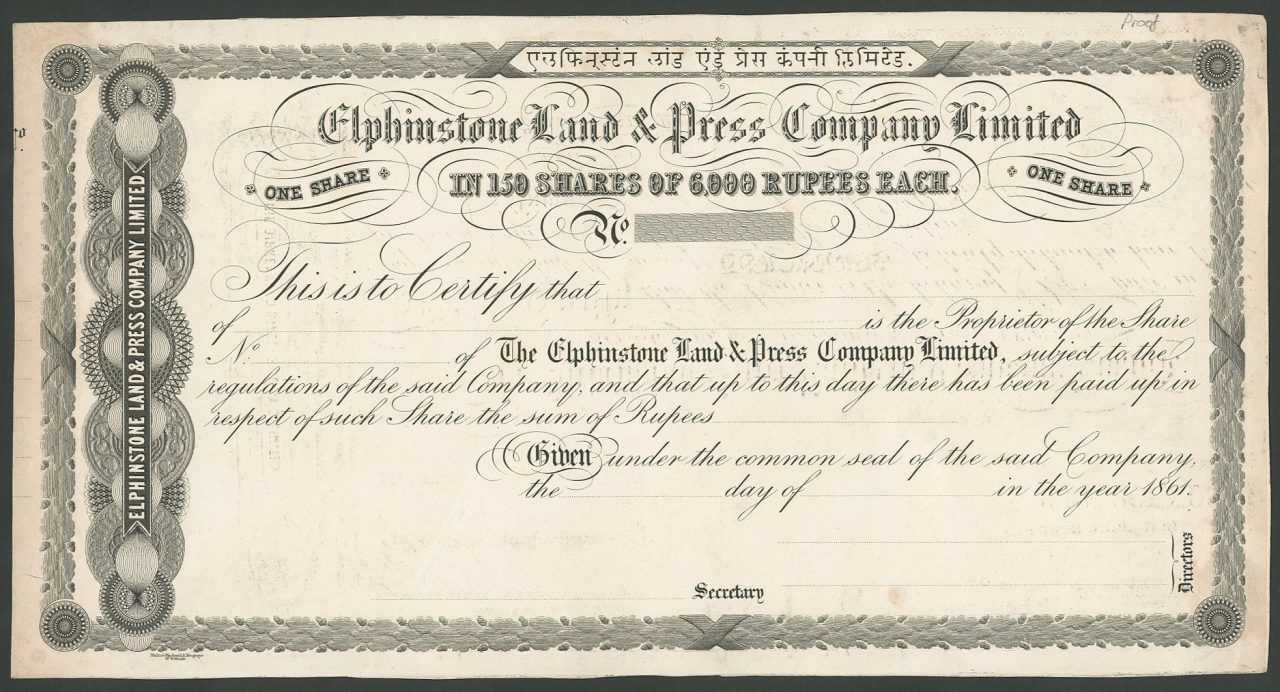 Proof
एलफिन्स्टंन लांड एंड प्रेस कंपनी लिमिटेड.
Elphinstone Land & Press Company Limited
ONE SHARE
IN 150 SHARES OF 6,000 RUPEES EACH.
ONE SHARE
No.
This is to Certify that
of is the Proprietor of the Share
No. of The Elphinstone Land & Press Company Limited, subject to the
regulations of the said Company, and that up to this day there has been paid up in
respect of such Share the sum of Rupees
Given under the common seal of the said Company,
the day of in the year 1861.
Directors
Secretary
ELPHINSTONE LAND & PRESS COMPANY LIMITED